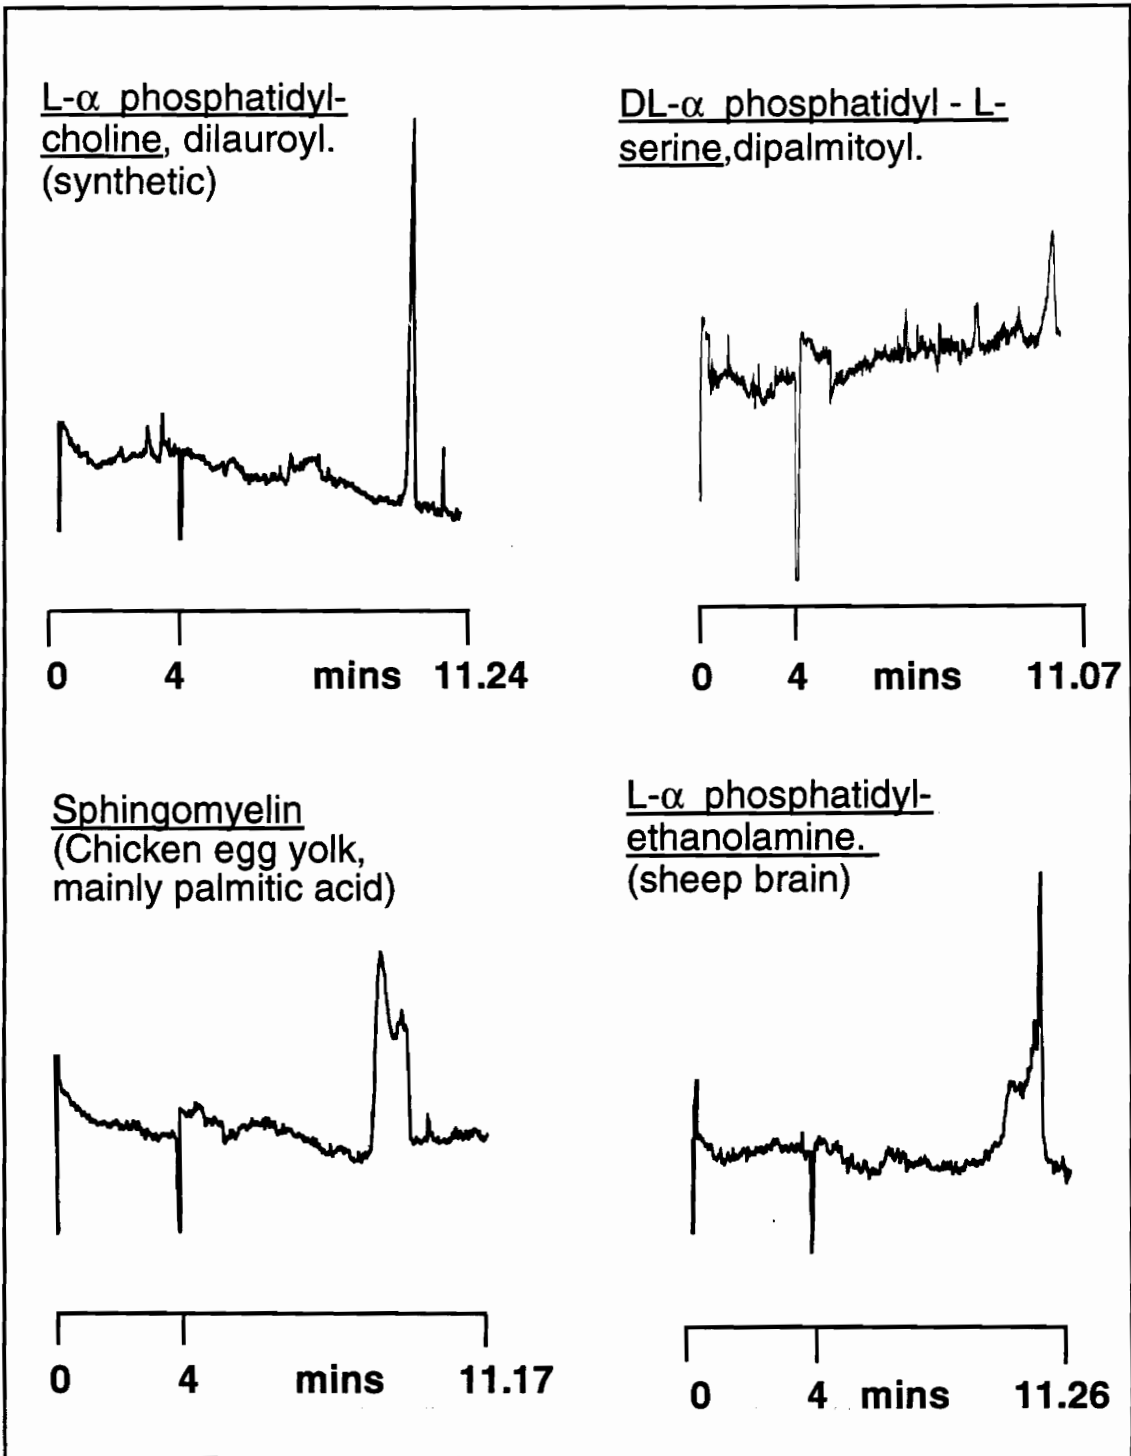 L-α phosphatidyl-
choline, dilauroyl.
(synthetic)
0 4 mins 11.24
DL-α phosphatidyl - L-
serine,dipalmitoyl.
0 4 mins 11.07
Sphingomyelin
(Chicken egg yolk,
mainly palmitic acid)
0 4 mins 11.17
L-α phosphatidyl-
ethanolamine.
(sheep brain)
0 4 mins 11.26